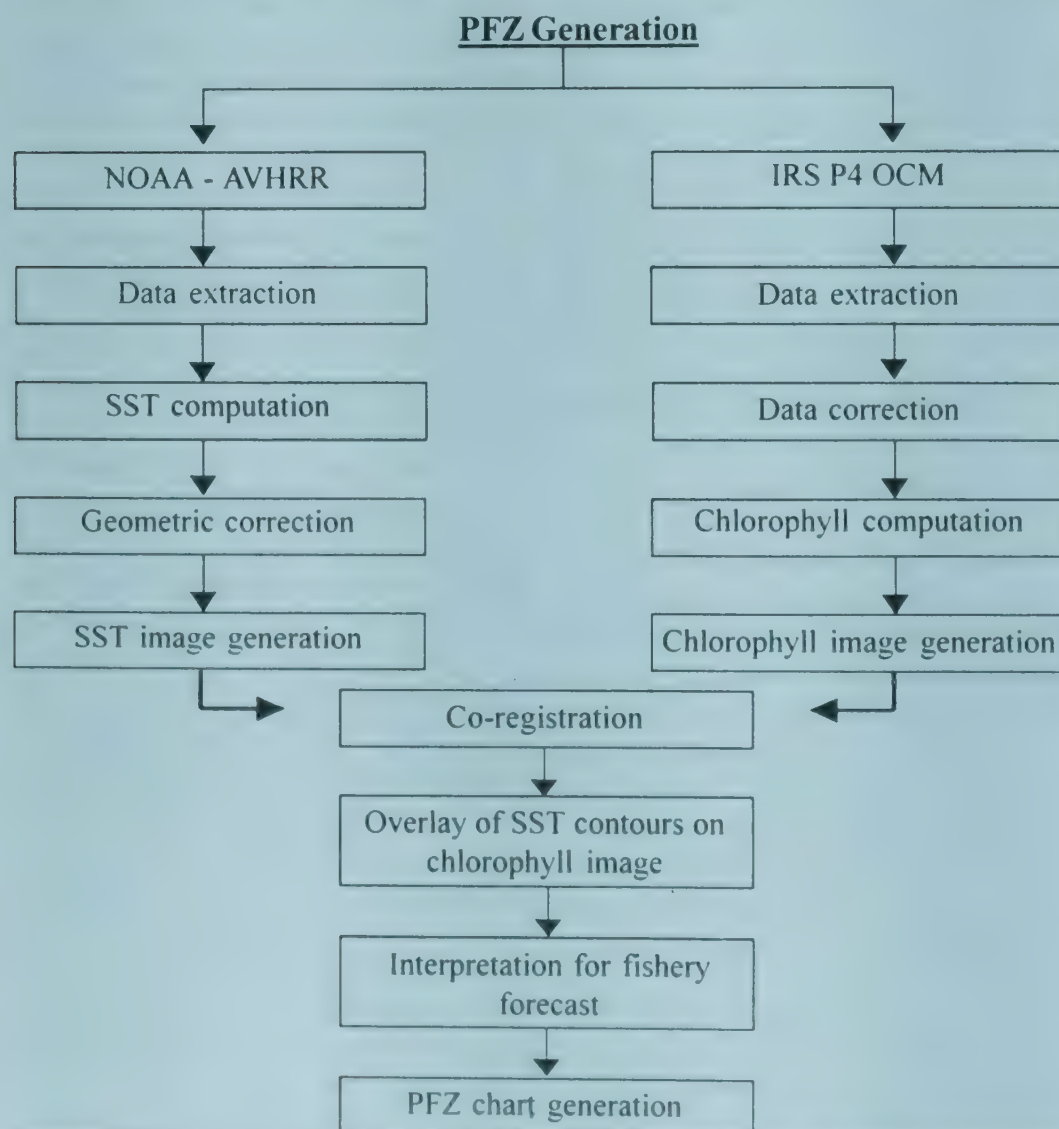 PFZ Generation
NOAA - AVHRR
Data extraction
SST computation
Geometric correction
SST image generation
IRS P4 OCM
Data extraction
Data correction
Chlorophyll computation
Chlorophyll image generation
Co-registration
Overlay of SST contours on
chlorophyll image
Interpretation for fishery
forecast
PFZ chart generation